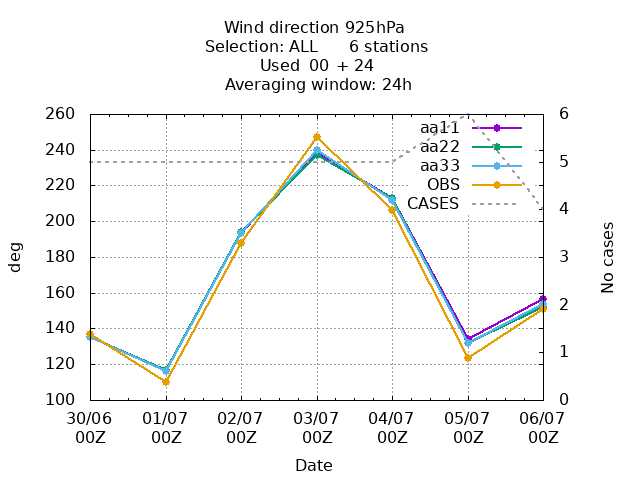 Wind direction 925hPa
Selection: ALL 6 stations
Used 00 + 24
Averaging window: 24h
260
240
220
200
180
160
140
120
100
deg
6
5
4
3
2
1
0
No cases
aa11
aa22
aa33
OBS
CASES
30/06 01/07 02/07 03/07 04/07 05/07 06/07
00Z 00Z 00Z 00Z 00Z 00Z 00Z
Date